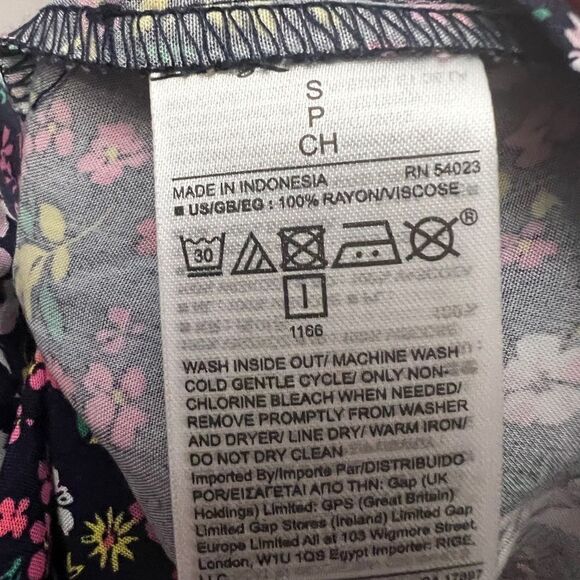 S
P
CH
MADE IN INDONESIA RN 54023
■ US/GB/EG : 100% RAYON/VISCOSE
30 ®
I
1166
WASH INSIDE OUT/ MACHINE WASH
COLD GENTLE CYCLE/ ONLY NON-
CHLORINE BLEACH WHEN NEEDED/
REMOVE PROMPTLY FROM WASHER
AND DRYER/ LINE DRY/ WARM IRON/
DO NOT DRY CLEAN
Imported By/Importe Par/DISTRIBUIDO
POR/ΕΙΣΑΓΕΤΑΙ ΑΠΟ ΤΗΝ: Gap (UK
Holdings) Limited: GPS (Great Britain)
Limited Gap Stores (Ireland) Limited Gap
Europe Limited All at 103 Wigmore Street,
London, W1U 1QS Egypt Importer: RIGE,
LLC